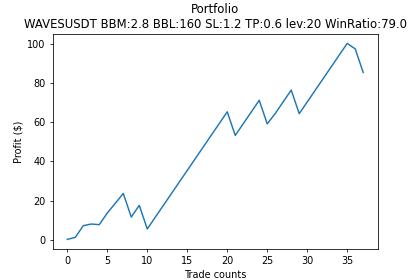 Portfolio
WAVESUSDT BBM:2.8 BBL:160 SL:1.2 TP:0.6 lev:20 WinRatio:79.0
100
80
60
40
20
0
Profit ($)
0 5 10 15 20 25 30 35
Trade counts